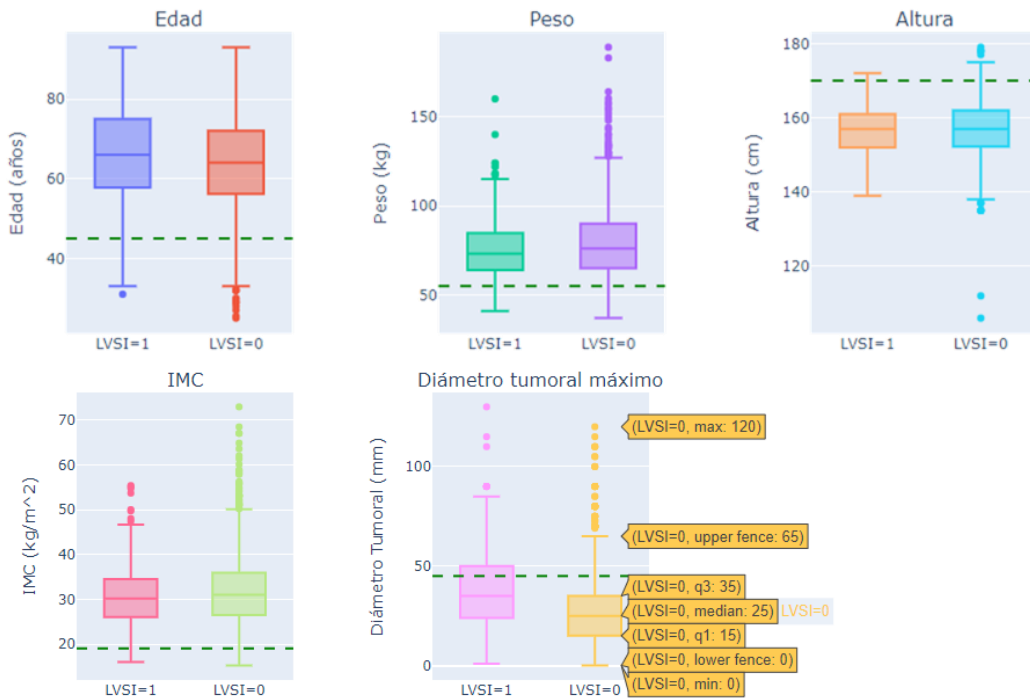 Edad
Edad (años)
80
60
40
LVSI=1
LVSI=0
Peso
Peso (kg)
150
100
50
LVSI=1
LVSI=0
Altura
Altura (cm)
180
160
140
120
LVSI=1
LVSI=0
IMC
IMC (kg/m^2)
70
60
50
40
30
20
LVSI=1
LVSI=0
Diámetro tumoral máximo
Diámetro Tumoral (mm)
100
50
0
LVSI=1
LVSI=0
(LVSI=0, max: 120)
(LVSI=0, upper fence: 65)
(LVSI=0, q3: 35)
(LVSI=0, median: 25) LVSI=0
(LVSI=0, q1: 15)
(LVSI=0, lower fence: 0)
(LVSI=0, min: 0)